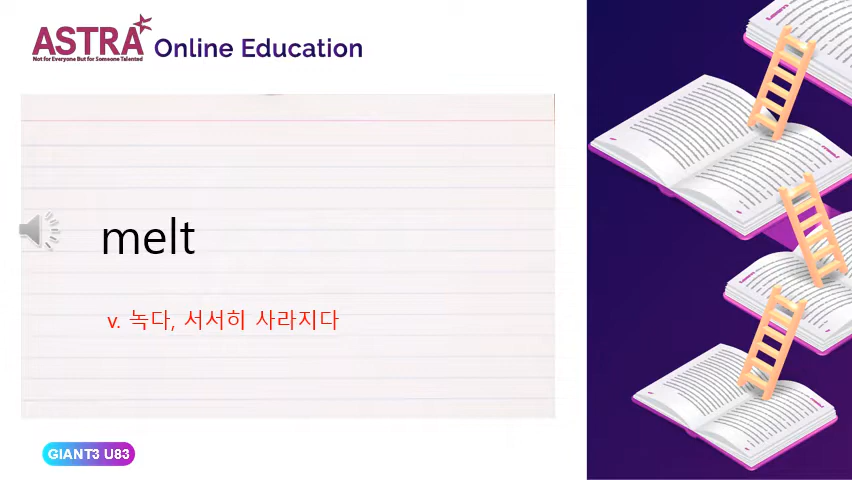 ASTRA
Not for Everyone But for Someone Talented
Online Education
melt
v. 녹다, 서서히 사라지다
GIANT3 U83